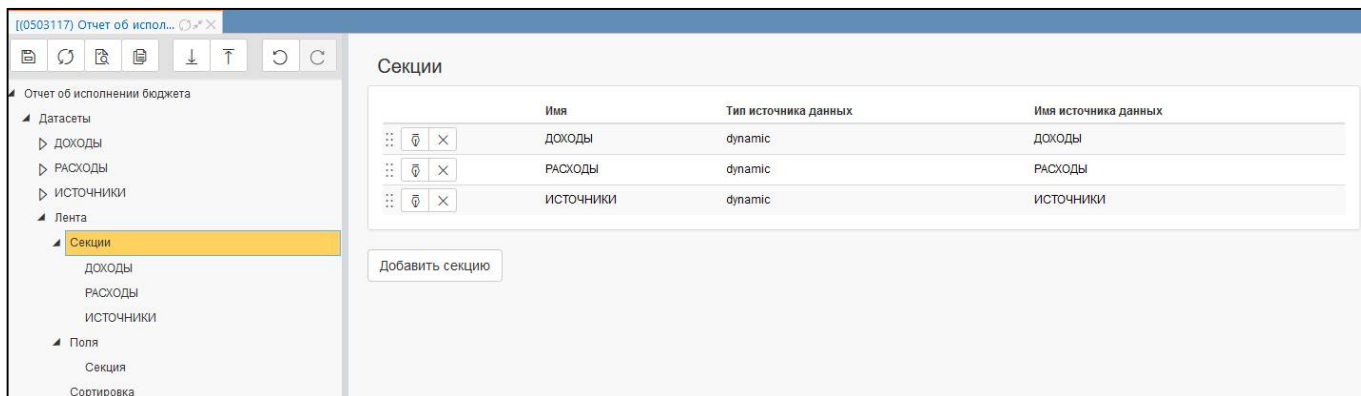 [(0503117) Отчет об испол...
Отчет об исполнении бюджета
Датасеты
ДОХОДЫ
РАСХОДЫ
ИСТОЧНИКИ
Лента
Секции
ДОХОДЫ
РАСХОДЫ
ИСТОЧНИКИ
Поля
Секция
Сортировка
Секции
Имя Тип источника данных Имя источника данных
ДОХОДЫ dynamic ДОХОДЫ
РАСХОДЫ dynamic РАСХОДЫ
ИСТОЧНИКИ dynamic ИСТОЧНИКИ
Добавить секцию